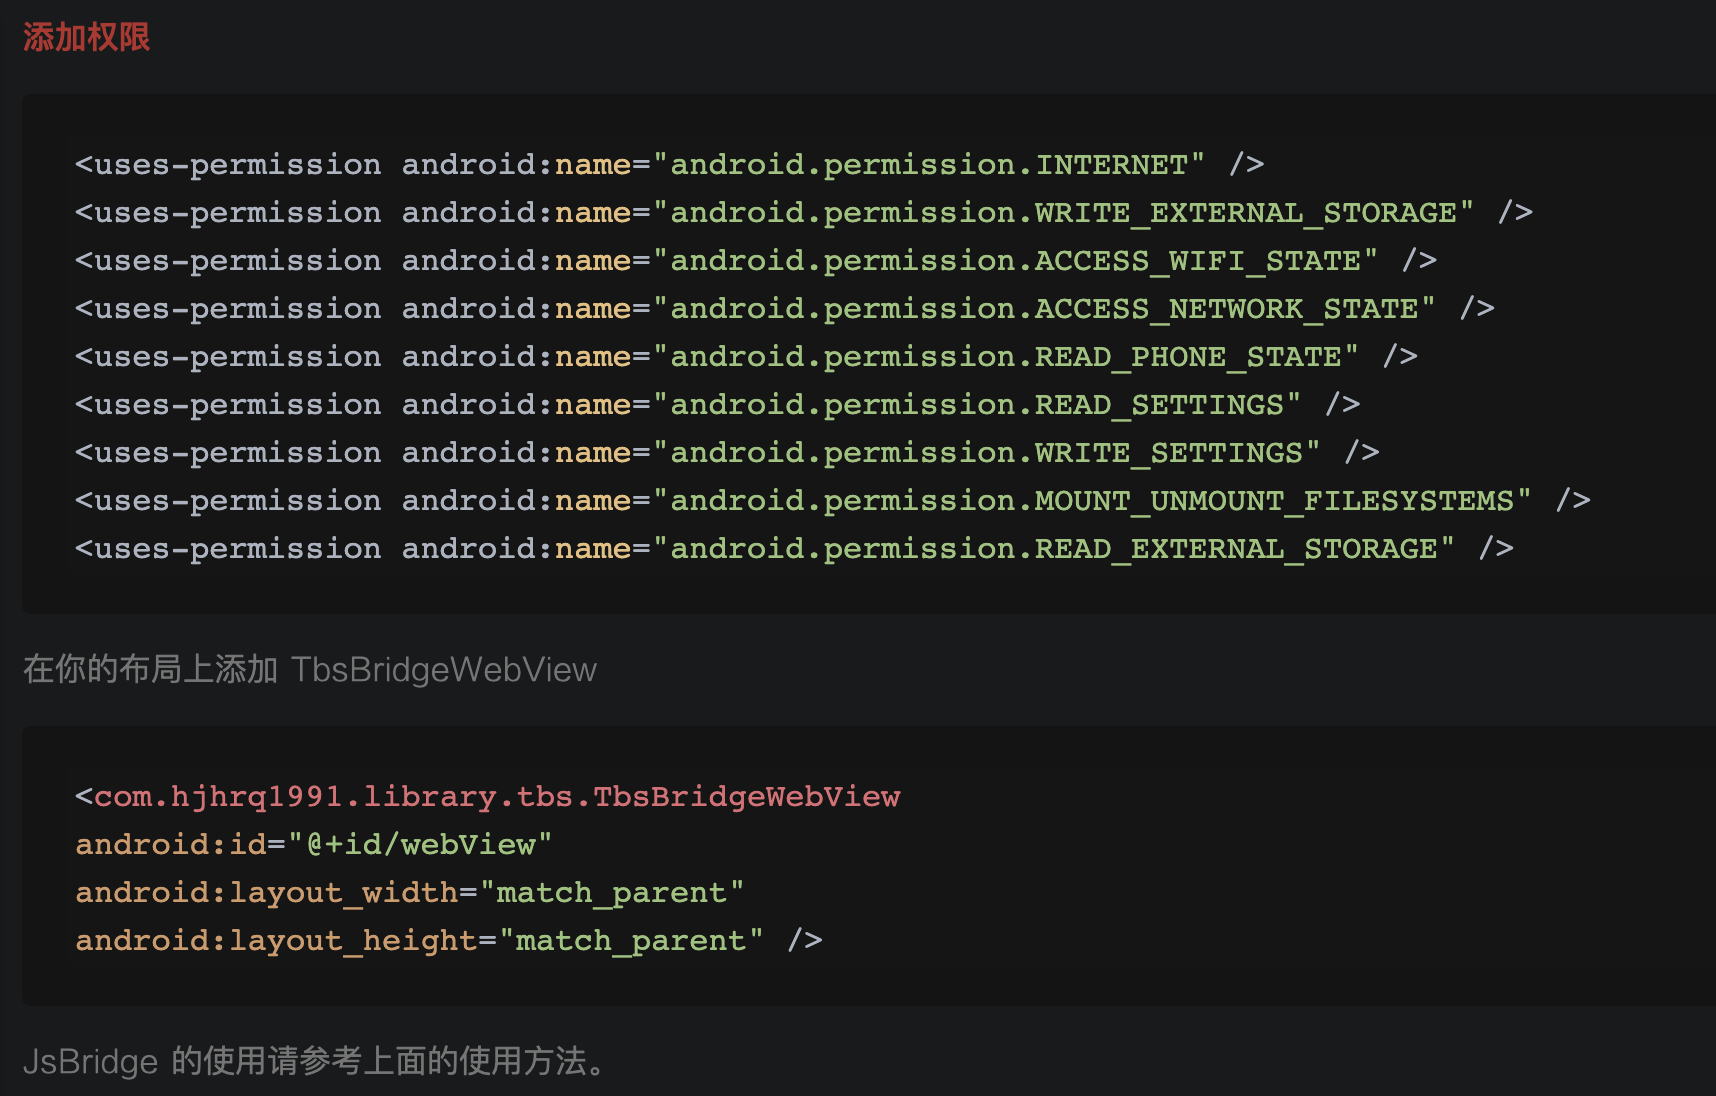 添加权限
<uses-permission android:name="android.permission.INTERNET" />
<uses-permission android:name="android.permission.WRITE_EXTERNAL_STORAGE" />
<uses-permission android:name="android.permission.ACCESS_WIFI_STATE" />
<uses-permission android:name="android.permission.ACCESS_NETWORK_STATE" />
<uses-permission android:name="android.permission.READ_PHONE_STATE" />
<uses-permission android:name="android.permission.READ_SETTINGS" />
<uses-permission android:name="android.permission.WRITE_SETTINGS" />
<uses-permission android:name="android.permission.MOUNT_UNMOUNT_FILESYSTEMS" />
<uses-permission android:name="android.permission.READ_EXTERNAL_STORAGE" />
在你的布局上添加 TbsBridgeWebView
<com.hjhrq1991.library.tbs.TbsBridgeWebView
android:id="@+id/webView"
android:layout_width="match_parent"
android:layout_height="match_parent" />
JsBridge 的使用请参考上面的使用方法。